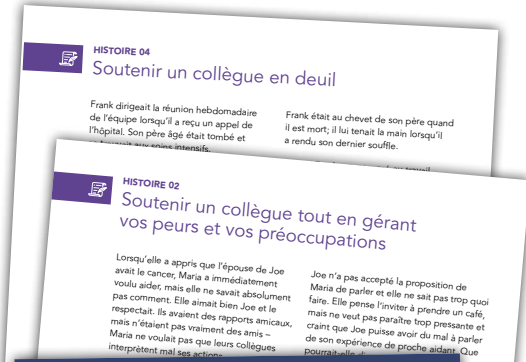 HISTOIRE 04
Soutenir un collègue en deuil
Frank dirigeait la réunion hebdomadaire
de l'équipe lorsqu'il a reçu un appel de
l'hôpital. Son père âgé était tombé et
aux soins intensifs.
Frank était au chevet de son père quand
il est mort; il lui tenait la main lorsqu'il
a rendu son dernier souffle.
HISTOIRE 02
Soutenir un collègue tout en gérant
vos peurs et vos préoccupations
Lorsqu'elle a appris que l'épouse de Joe
avait le cancer, Maria a immédiatement
voulu aider, mais elle ne savait absolument
pas comment. Elle aimait bien Joe et le
respectait. Ils avaient des rapports amicaux,
mais n'étaient pas vraiment des amis –
Maria ne voulait pas que leurs collègues
interprètent mal ses actions.
Joe n'a pas accepté la proposition de
Maria de parler et elle ne sait pas trop quoi
faire. Elle pense l'inviter à prendre un café,
mais ne veut pas paraître trop pressante et
craint que Joe puisse avoir du mal à parler
de son expérience de proche aidant. Que
pourrait-elle